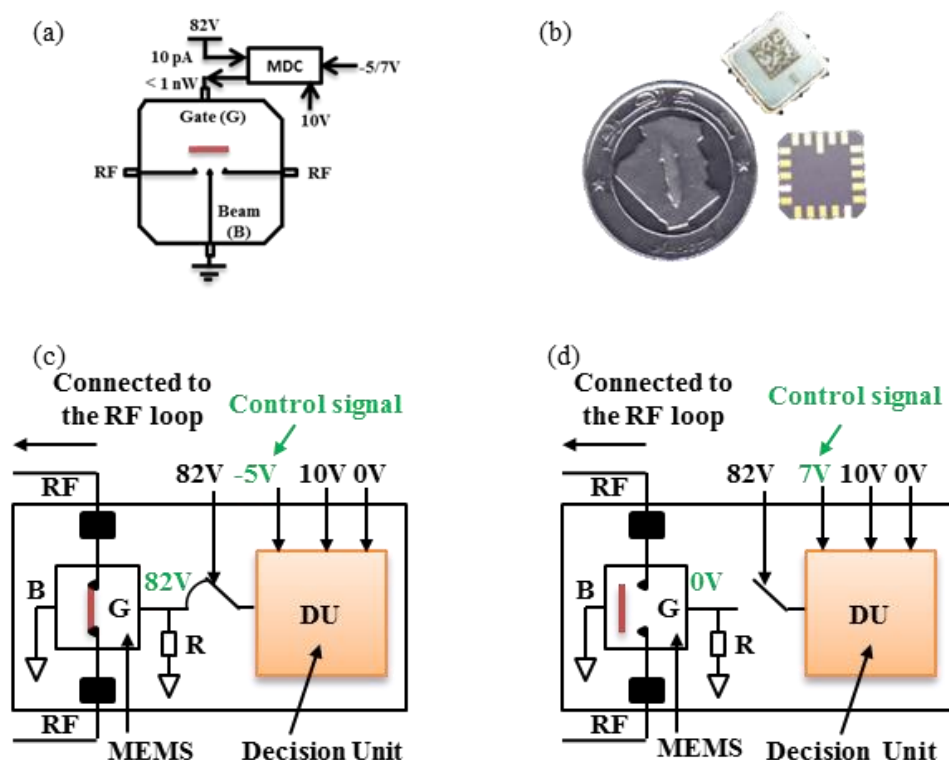 (a)
82V
10 pA
MDC
-5/7V
< 1 nW
10V
Gate (G)
RF
RF
Beam
(B)
(b)
(c)
Connected to
the RF loop
Control signal
RF
82V
-5V
10V
0V
B
82V
G
DU
R
RF
MEMS
Decision Unit
(d)
Connected to
the RF loop
Control signal
RF
82V
7V
10V
0V
B
0V
G
DU
R
RF
MEMS
Decision Unit